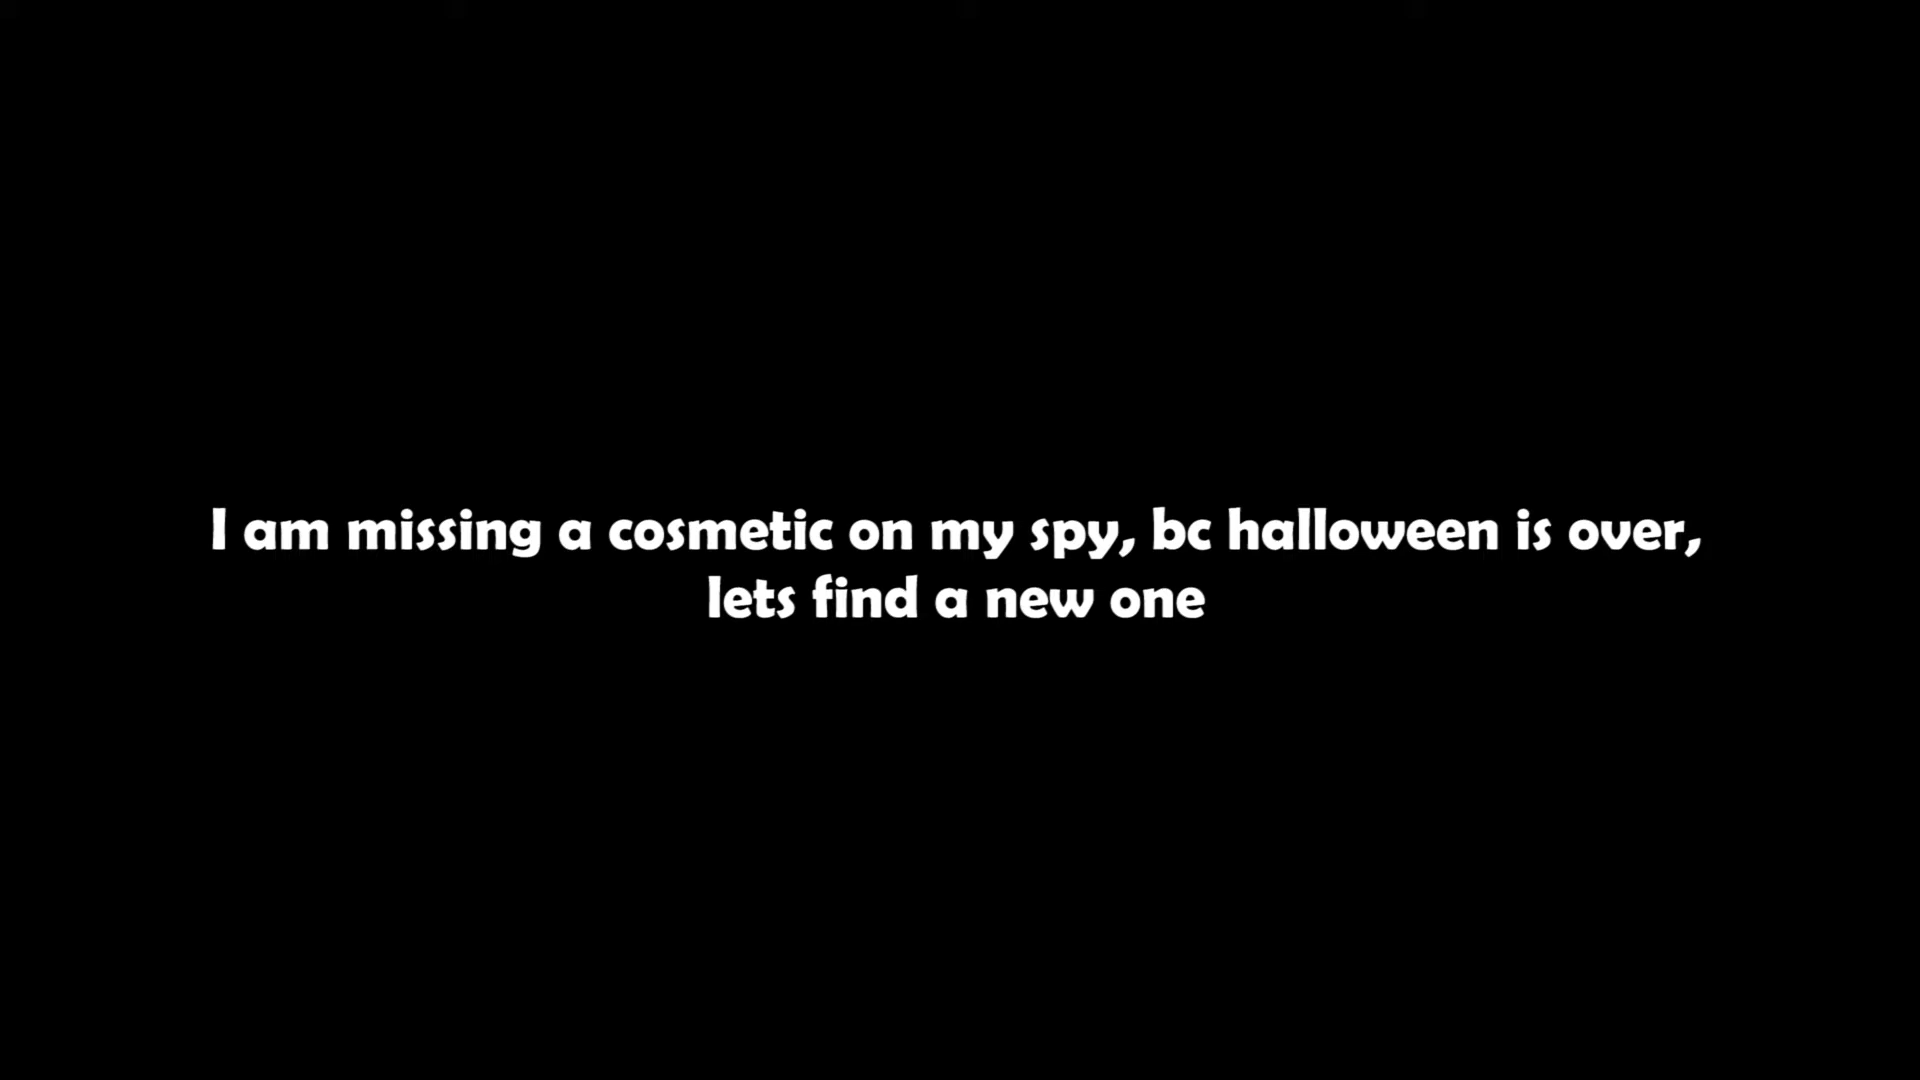 I am missing a cosmetic on my spy, bc halloween is over,
lets find a new one